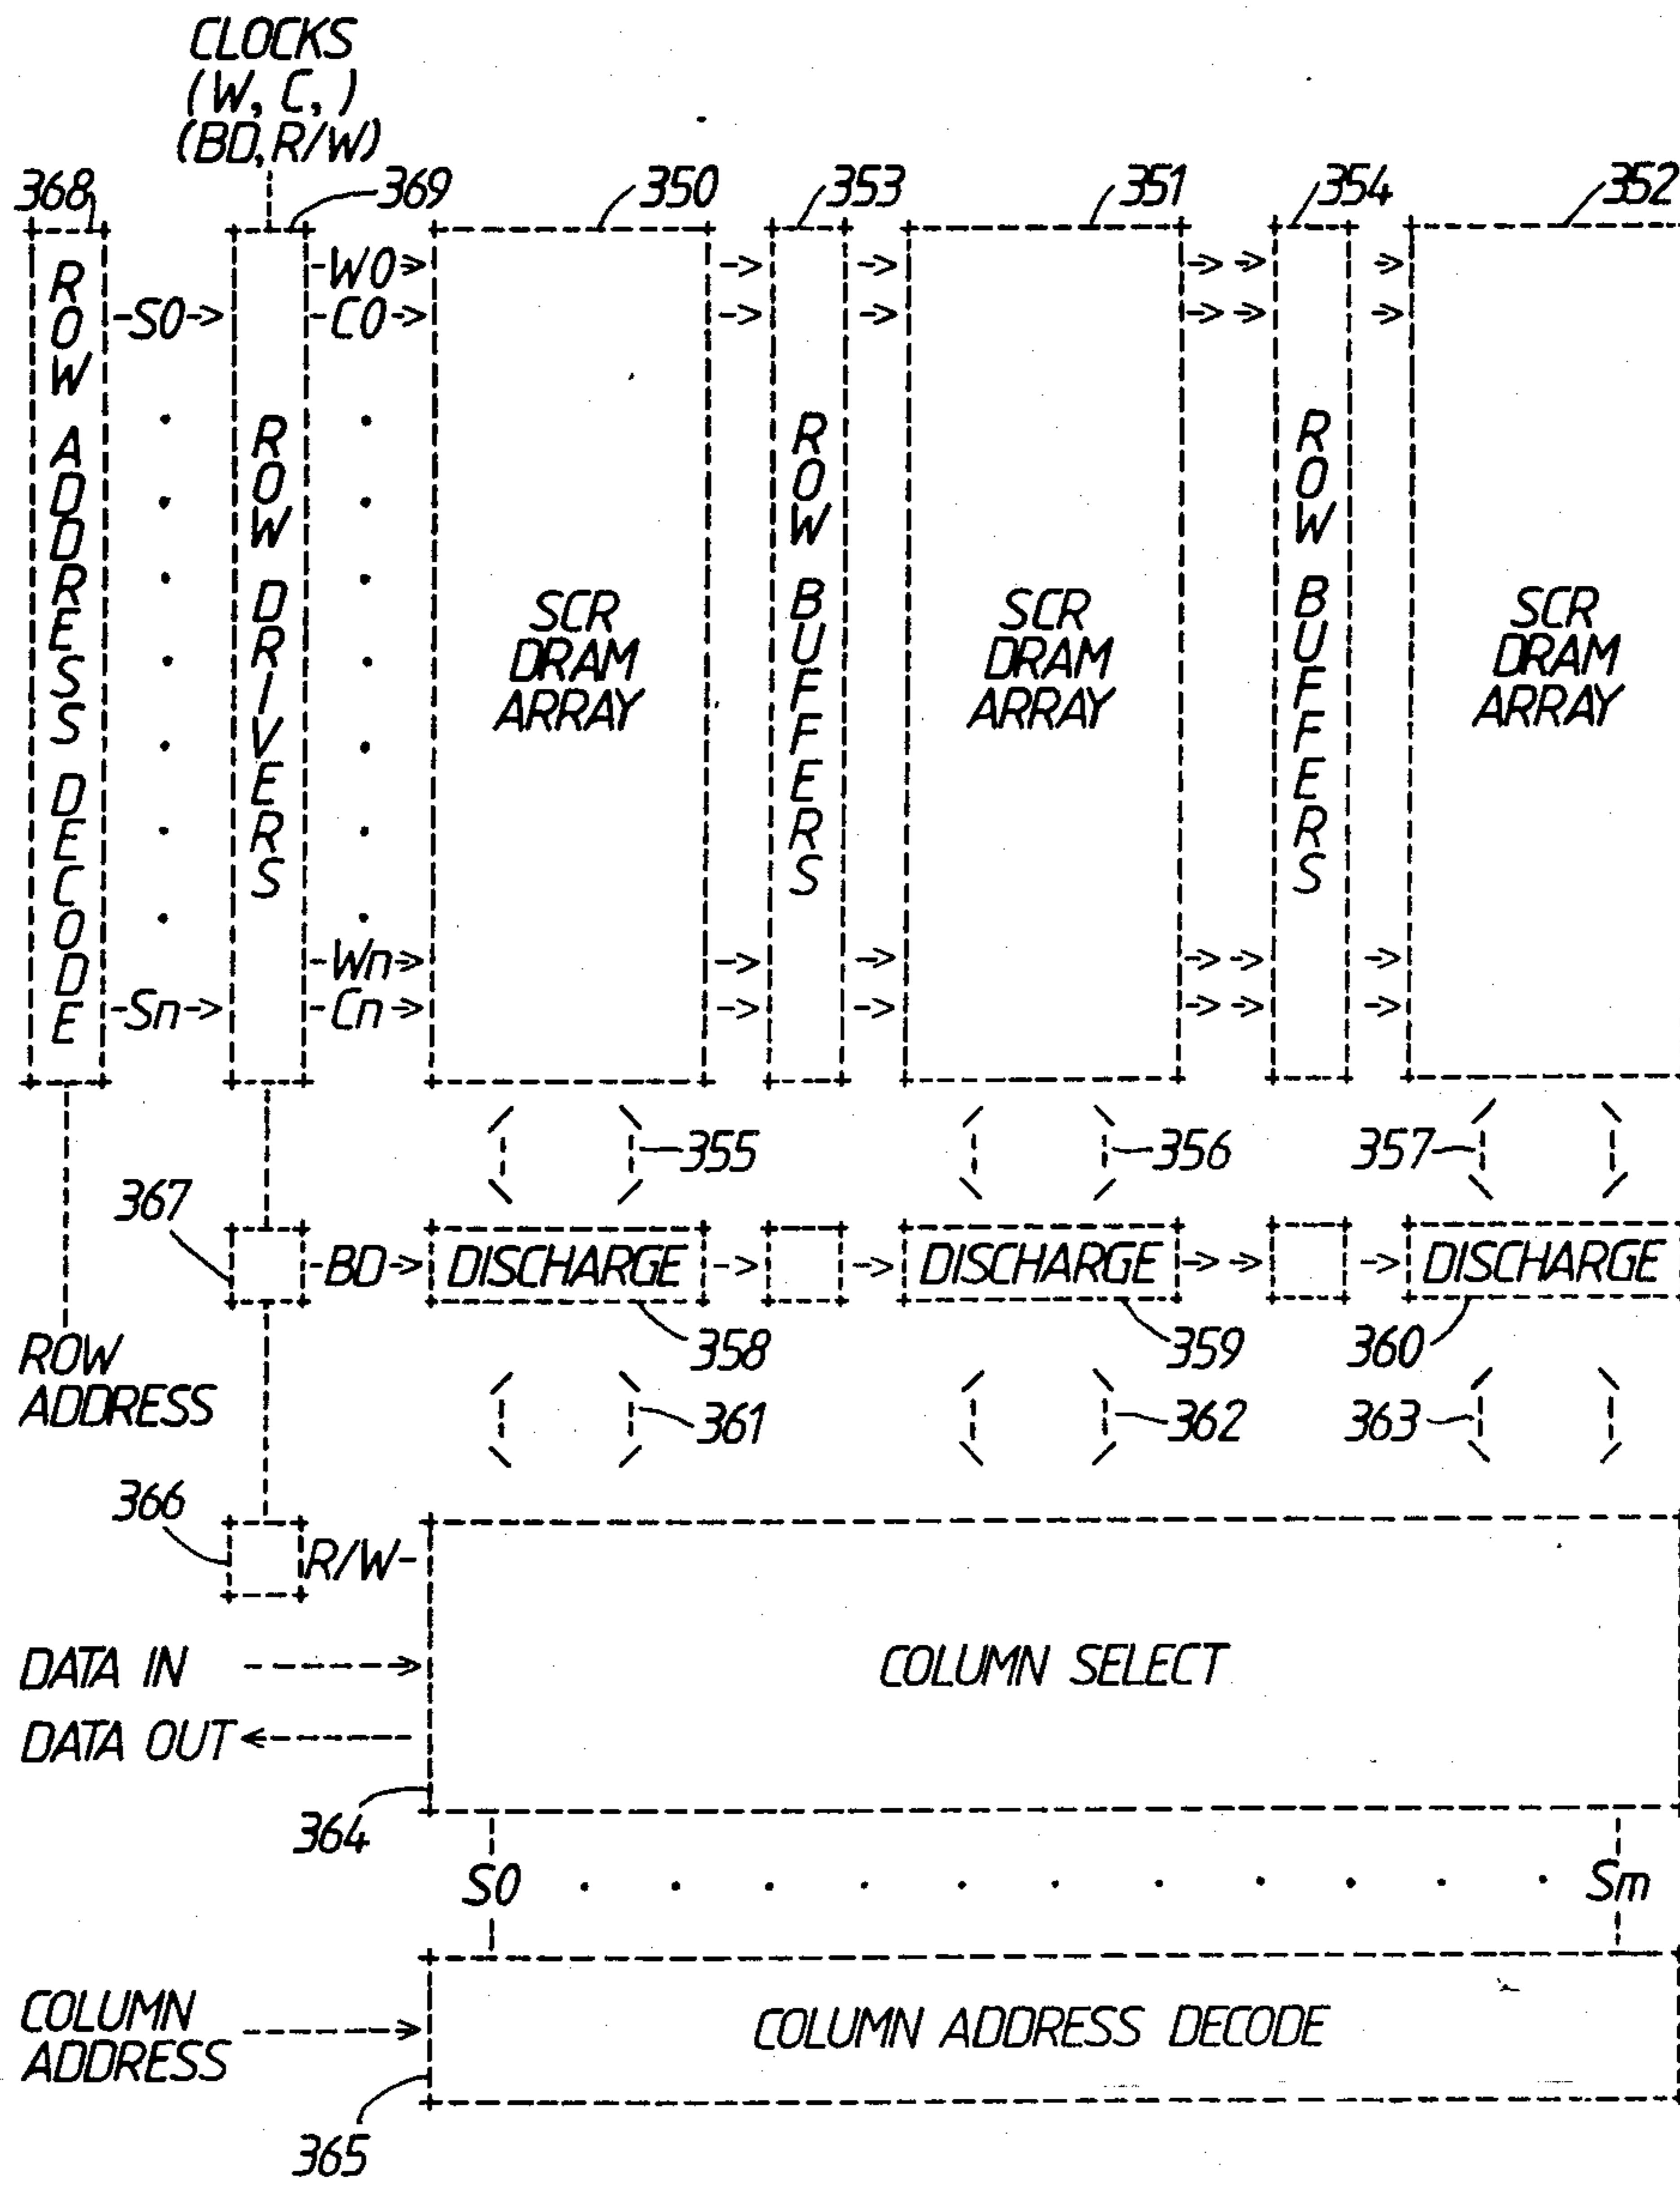 CLOCKS
(W, C, )
(BD,R/W)
368
369
350
353
351
354
352
ROW ADDRESS DECODE
S0
Sn
ROW DRIVERS
W0
C0
Wn
Cn
SCR
DRAM
ARRAY
ROW BUFFERS
SCR
DRAM
ARRAY
ROW BUFFERS
SCR
DRAM
ARRAY
355
356
357
367
BD
DISCHARGE
DISCHARGE
DISCHARGE
358
359
360
ROW
ADDRESS
361
362
363
366
R/W
DATA IN
DATA OUT
COLUMN SELECT
364
S0
Sm
COLUMN
ADDRESS
COLUMN ADDRESS DECODE
365